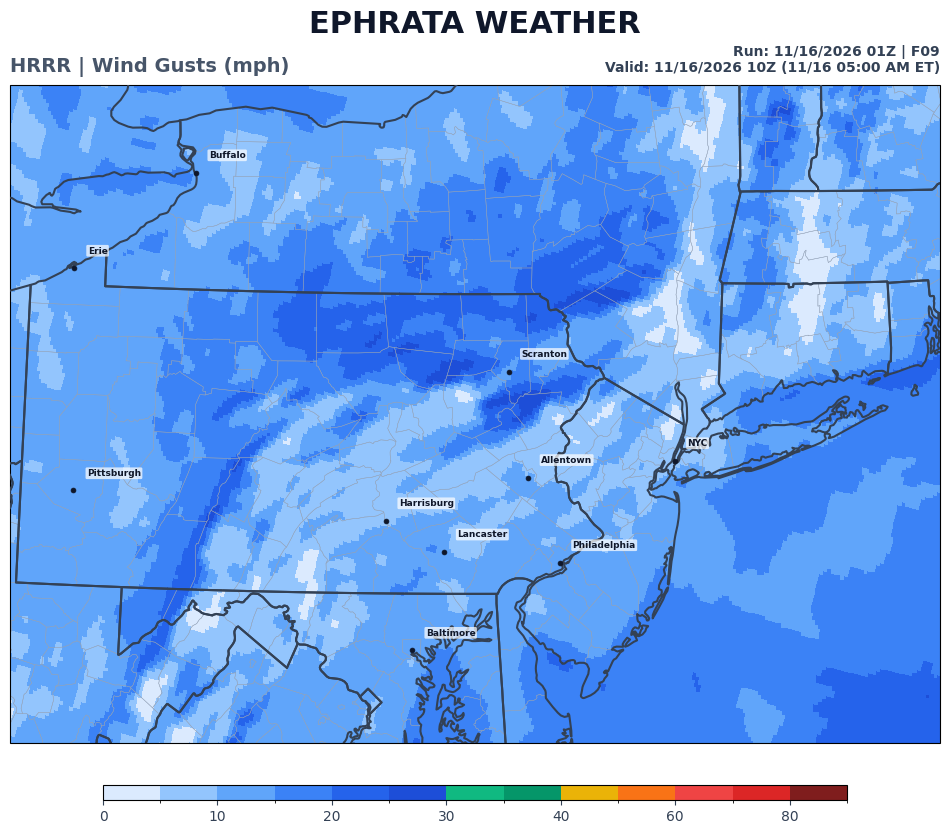 EPHRATA WEATHER
HRRR | Wind Gusts (mph)
Run: 11/16/2026 01Z | F09
Valid: 11/16/2026 10Z (11/16 05:00 AM ET)
Buffalo
Erie
Scranton
NYC
Allentown
Pittsburgh
Harrisburg
Lancaster
Philadelphia
Baltimore
0 10 20 30 40 50 60 70 80